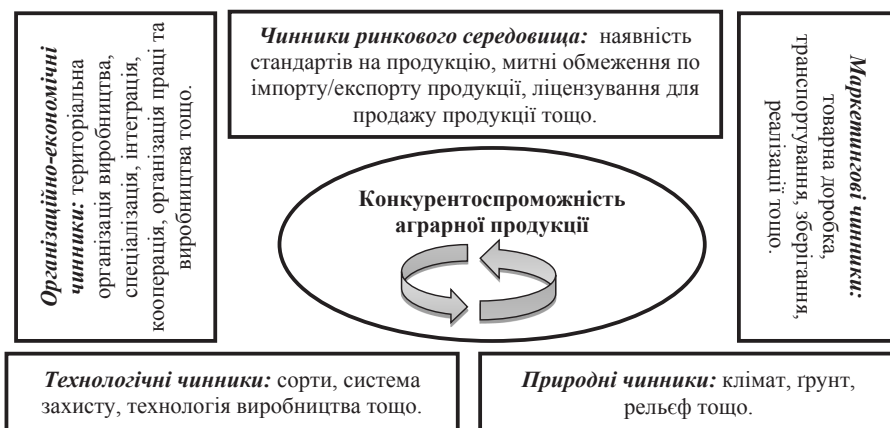 Організаційно-економічні
чинники: територіальна
організація виробництва,
спеціалізація, інтеграція,
кооперація, організація праці та
виробництва тощо.
Чинники ринкового середовища: наявність
стандартів на продукцію, митні обмеження по
імпорту/експорту продукції, ліцензування для
продажу продукції тощо.
Маркетингові чинники:
товарна доробка,
транспортування, зберігання,
реалізації тощо.
Конкурентоспроможність
аграрної продукції
Технологічні чинники: сорти, система
захисту, технологія виробництва тощо.
Природні чинники: клімат, ґрунт,
рельєф тощо.